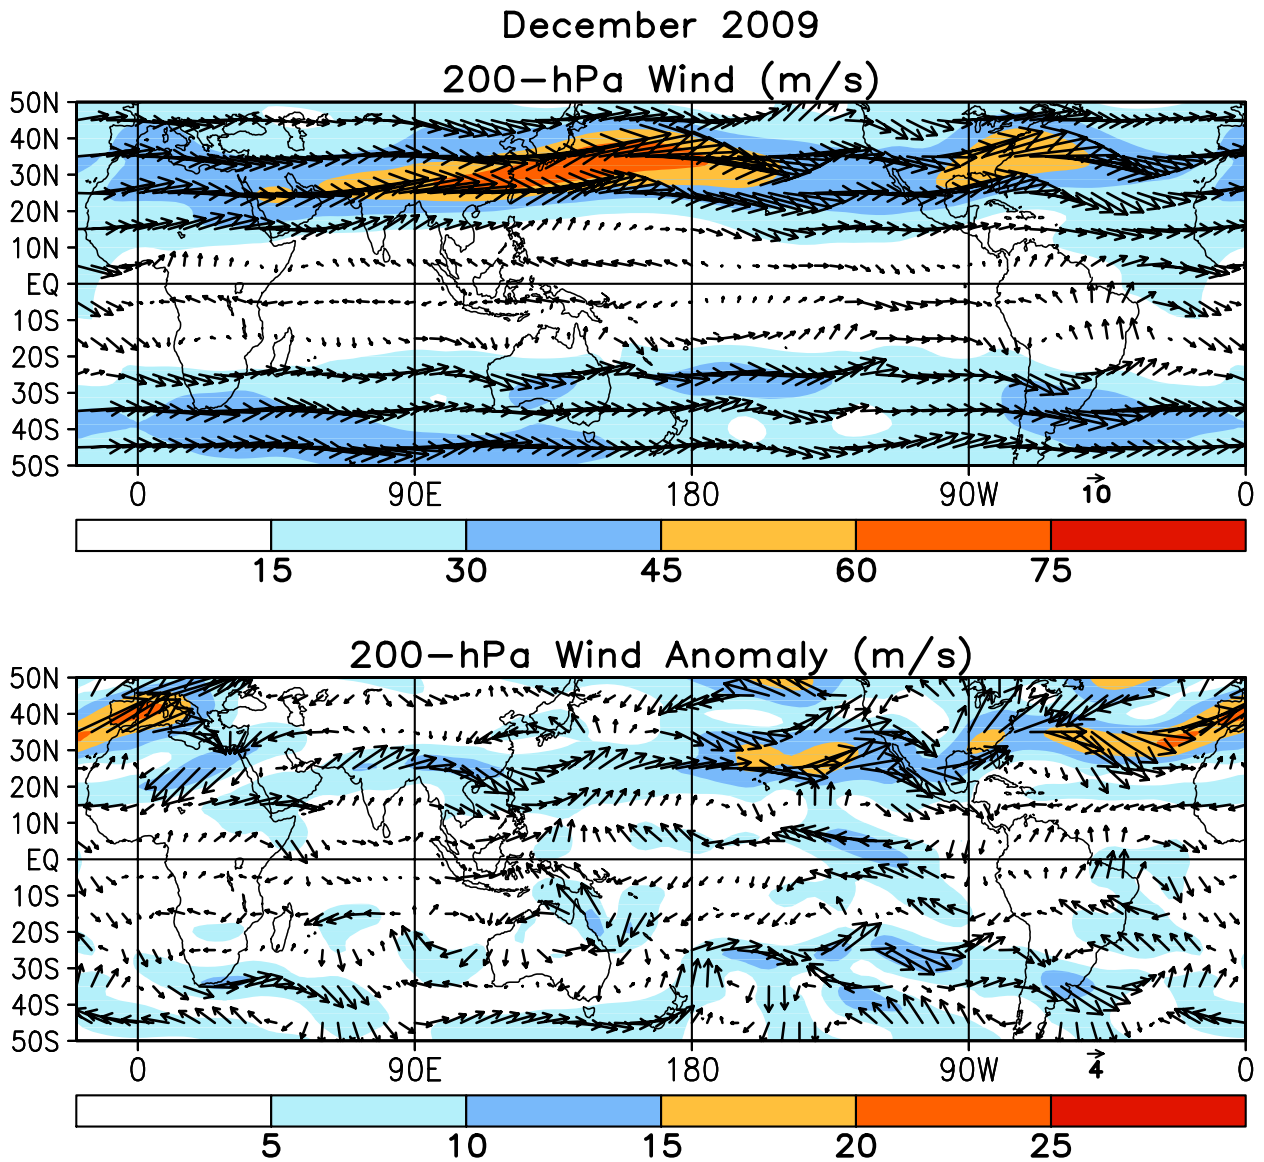 December 2009
200-hPa Wind (m/s)
50N
40N
30N
20N
10N
EQ
10S
20S
30S
40S
50S
0 90E 180 90W 10 0
15 30 45 60 75
200-hPa Wind Anomaly (m/s)
50N
40N
30N
20N
10N
EQ
10S
20S
30S
40S
50S
0 90E 180 90W 4 0
5 10 15 20 25